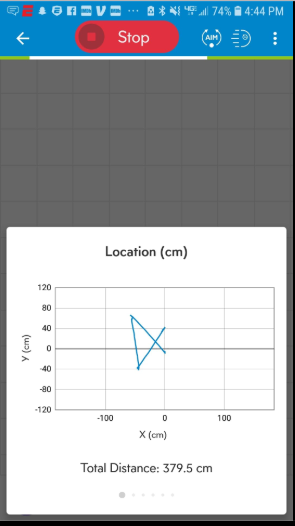 74% 4:44 PM
Stop
AIM
Location (cm)
120
80
40
0
-40
-80
-120
Y (cm)
-100 0 100
X (cm)
Total Distance: 379.5 cm